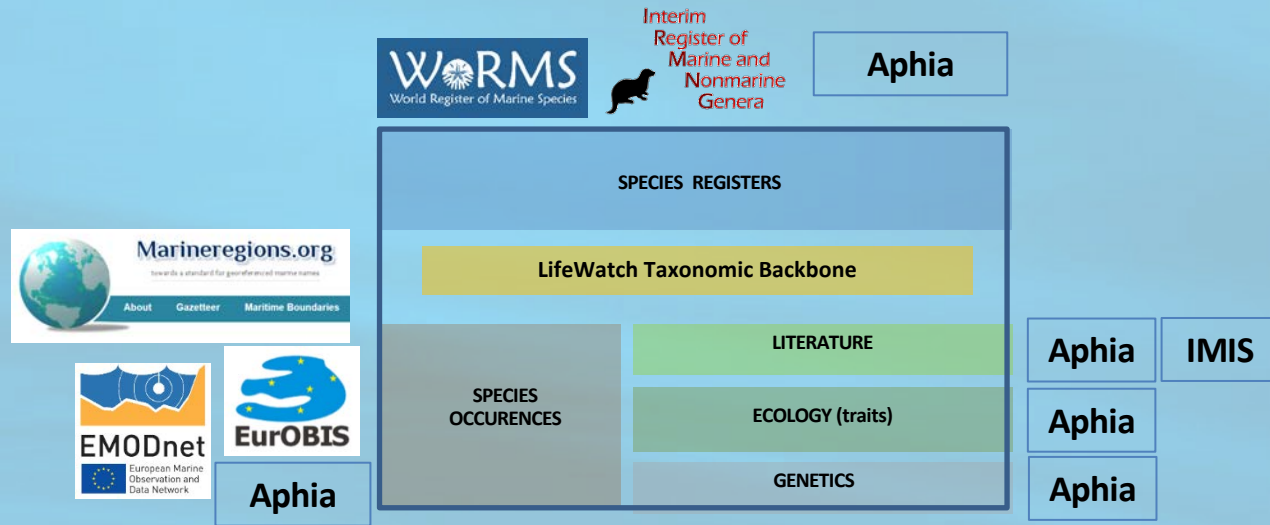 WoRMS
World Register of Marine Species
Interim
Register of
Marine and
Nonmarine
Genera
Aphia
SPECIES REGISTERS
LifeWatch Taxonomic Backbone
Marineregions.org
towards a standard for georeferenced marine names
About Gazetteer Maritime Boundaries
LITERATURE
Aphia
IMIS
SPECIES
OCCURENCES
ECOLOGY (traits)
Aphia
EMODnet
European Marine
Observation and
Data Network
EurOBIS
Aphia
GENETICS
Aphia